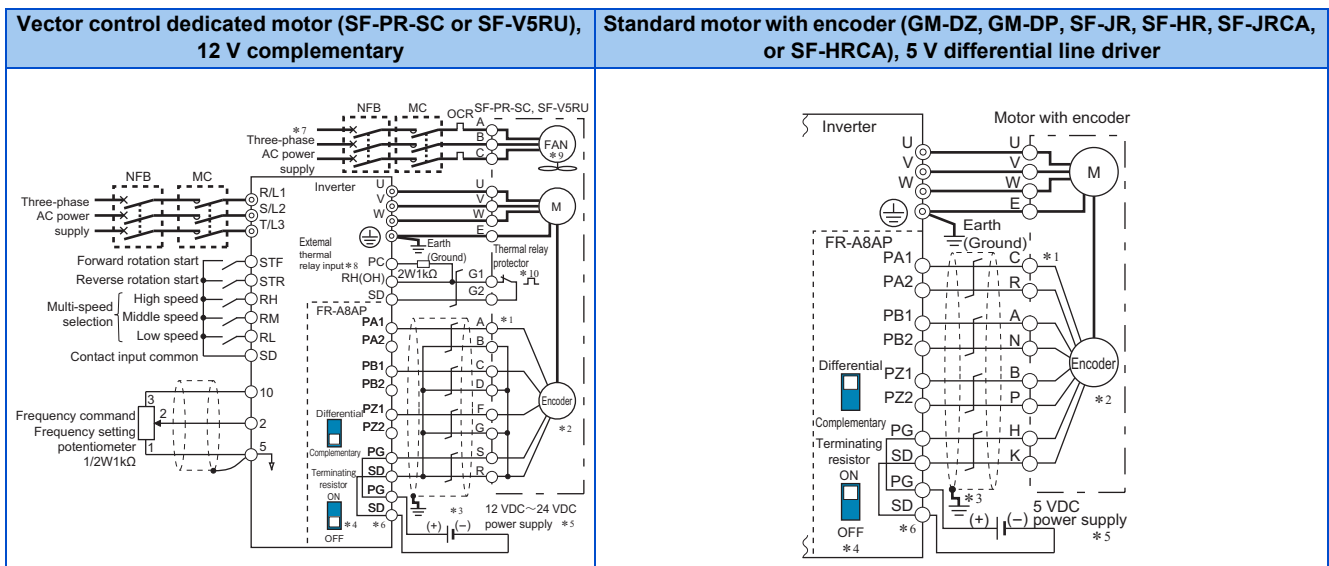 Vector control dedicated motor (SF-PR-SC or SF-V5RU),
12 V complementary
Standard motor with encoder (GM-DZ, GM-DP, SF-JR, SF-HR, SF-JRCA,
or SF-HRCA), 5 V differential line driver
NFB
MC
OCR
SF-PR-SC, SF-V5RU
*7
Three-phase
AC power
supply
A
B
C
FAN
*9
NFB
MC
Three-phase
AC power
supply
R/L1
S/L2
T/L3
Inverter
U
V
W
U
V
W
E
M
Earth
(Ground)
External
thermal
relay input *8
PC
2W1kΩ
RH(OH)
SD
G1
G2
Thermal relay
protector
*10
Forward rotation start
Reverse rotation start
Multi-speed
selection
High speed
Middle speed
Low speed
Contact input common
STF
STR
RH
RM
RL
SD
3
2
1
10
2
5
Frequency command
Frequency setting
potentiometer
1/2W1kΩ
FR-A8AP
PA1
PA2
PB1
PB2
PZ1
PZ2
PG
SD
PG
SD
A
B
C
D
F
G
S
R
*1
Encoder
*2
Differential
Complementary
Terminating
resistor
ON
OFF
*4
*6
*3
(+)
(−)
12 VDC～24 VDC
power supply
*5
Inverter
Motor with encoder
U
V
W
U
V
W
E
M
Earth
(Ground)
FR-A8AP
PA1
PA2
PB1
PB2
PZ1
PZ2
PG
SD
PG
SD
C
R
A
N
B
P
H
K
*1
Encoder
*2
Differential
Complementary
Terminating
resistor
ON
OFF
*4
*6
*3
(+)
(−)
5 VDC
power supply
*5